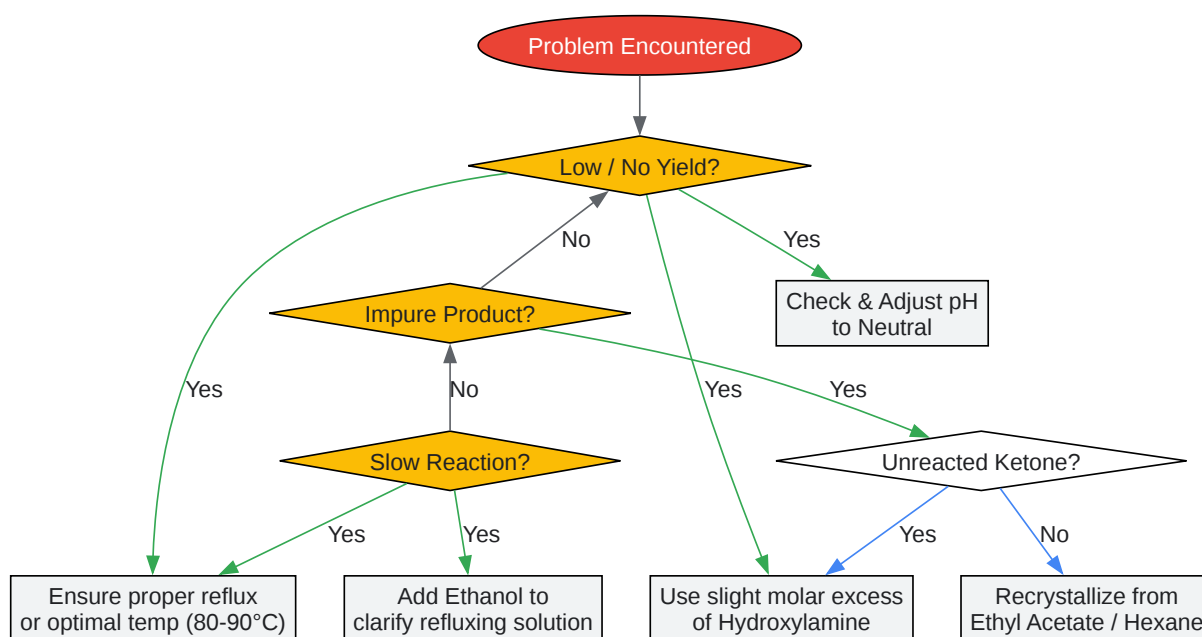 Problem Encountered
Low / No Yield?
No
Yes
Check & Adjust pH
to Neutral
Impure Product?
Yes
No
Yes
Yes
Slow Reaction?
Unreacted Ketone?
Yes
Yes
Yes
No
Ensure proper reflux
or optimal temp (80-90°C)
Add Ethanol to
clarify refluxing solution
Use slight molar excess
of Hydroxylamine
Recrystallize from
Ethyl Acetate / Hexane